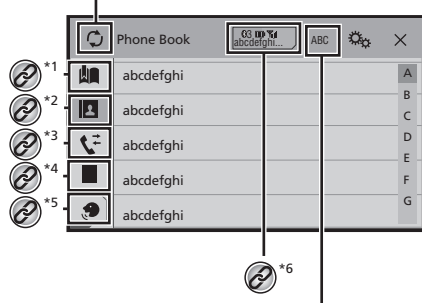 Phone Book 03 abcdefghi... ABC
*1 abcdefghi A
B
*2 abcdefghi C
*3 abcdefghi D
E
*4 abcdefghi F
*5 abcdefghi G
*6